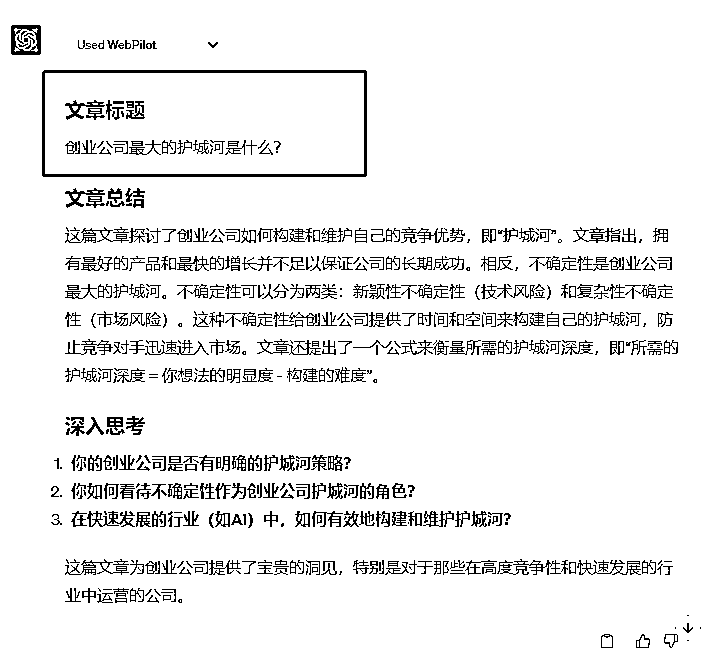 Used WebPilot
文章标题
创业公司最大的护城河是什么?
文章总结
这篇文章探讨了创业公司如何构建和维护自己的竞争优势，即“护城河”。文章指出，拥
有最好的产品和最快的增长并不足以保证公司的长期成功。相反，不确定性是创业公司
最大的护城河。不确定性可以分为两类：新颖性不确定性（技术风险）和复杂性不确定
性（市场风险）。这种不确定性给创业公司提供了时间和空间来构建自己的护城河，防
止竞争对手迅速进入市场。文章还提出了一个公式来衡量所需的护城河深度，即“所需的
护城河深度 = 你想法的明显度 - 构建的难度”。
深入思考
1. 你的创业公司是否有明确的护城河策略?
2. 你如何看待不确定性作为创业公司护城河的角色?
3. 在快速发展的行业（如AI）中，如何有效地构建和维护护城河?
这篇文章为创业公司提供了宝贵的洞见，特别是对于那些在高度竞争性和快速发展的行
业中运营的公司。